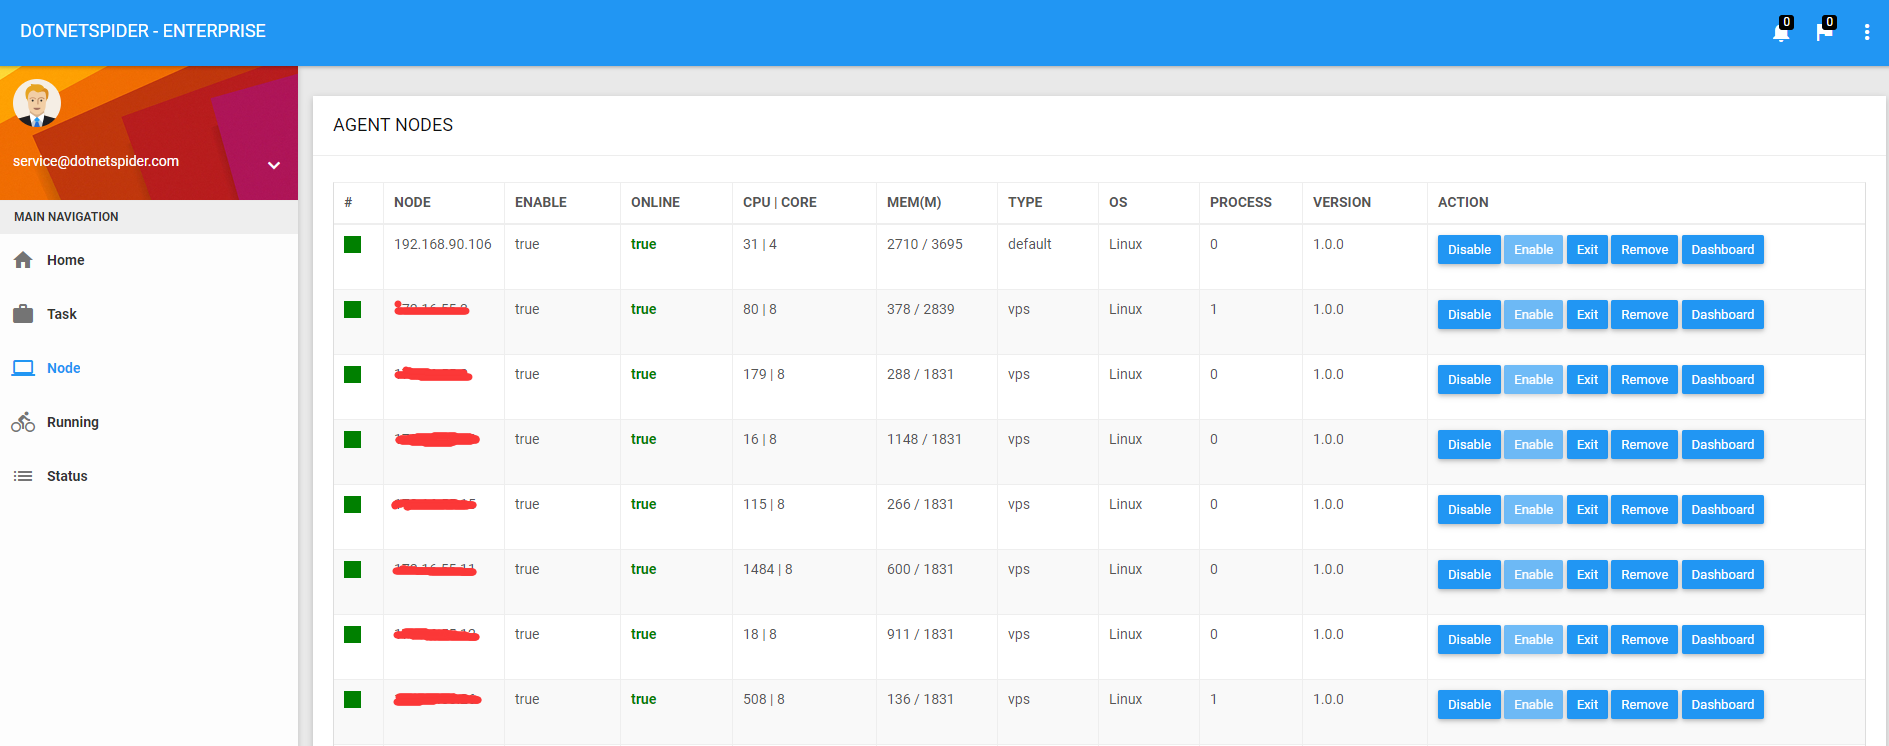 DOTNETSPIDER - ENTERPRISE 0 0
service@dotnetspider.com
MAIN NAVIGATION
Home
Task
Node
Running
Status
AGENT NODES
# NODE ENABLE ONLINE CPU | CORE MEM(M) TYPE OS PROCESS VERSION ACTION
192.168.90.106 true true 31 | 4 2710 / 3695 default Linux 0 1.0.0 Disable Enable Exit Remove Dashboard
true true 80 | 8 378 / 2839 vps Linux 1 1.0.0 Disable Enable Exit Remove Dashboard
true true 179 | 8 288 / 1831 vps Linux 0 1.0.0 Disable Enable Exit Remove Dashboard
true true 16 | 8 1148 / 1831 vps Linux 0 1.0.0 Disable Enable Exit Remove Dashboard
true true 115 | 8 266 / 1831 vps Linux 0 1.0.0 Disable Enable Exit Remove Dashboard
true true 1484 | 8 600 / 1831 vps Linux 0 1.0.0 Disable Enable Exit Remove Dashboard
true true 18 | 8 911 / 1831 vps Linux 0 1.0.0 Disable Enable Exit Remove Dashboard
true true 508 | 8 136 / 1831 vps Linux 1 1.0.0 Disable Enable Exit Remove Dashboard